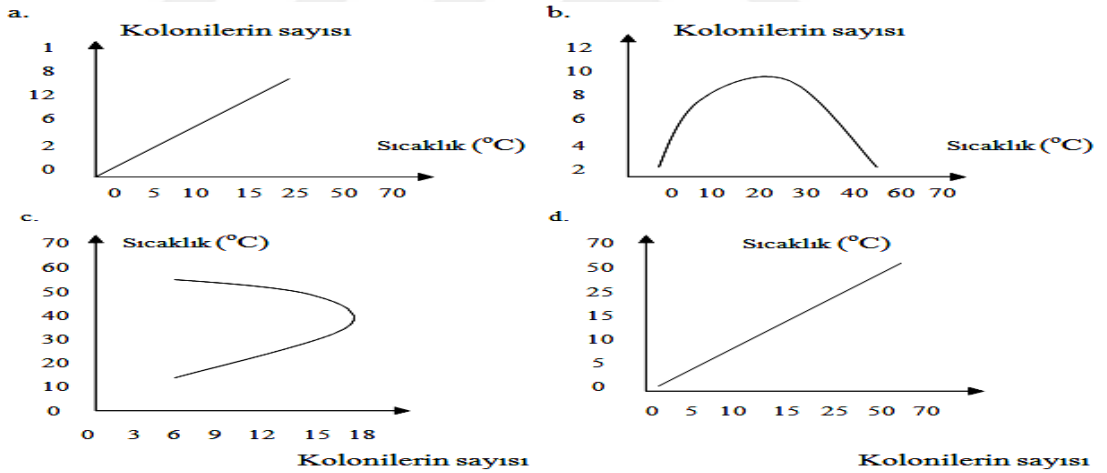 a.
Kolonilerin sayısı
1
8
12
6
2
0
Sıcaklık (°C)
0 5 10 15 25 50 70
b.
Kolonilerin sayısı
12
10
8
6
4
2
Sıcaklık (°C)
0 10 20 30 40 60 70
c.
Sıcaklık (°C)
70
60
50
40
30
20
10
0
0 3 6 9 12 15 18
Kolonilerin sayısı
d.
Sıcaklık (°C)
70
50
25
15
10
5
0
0 5 10 15 25 50 70
Kolonilerin sayısı